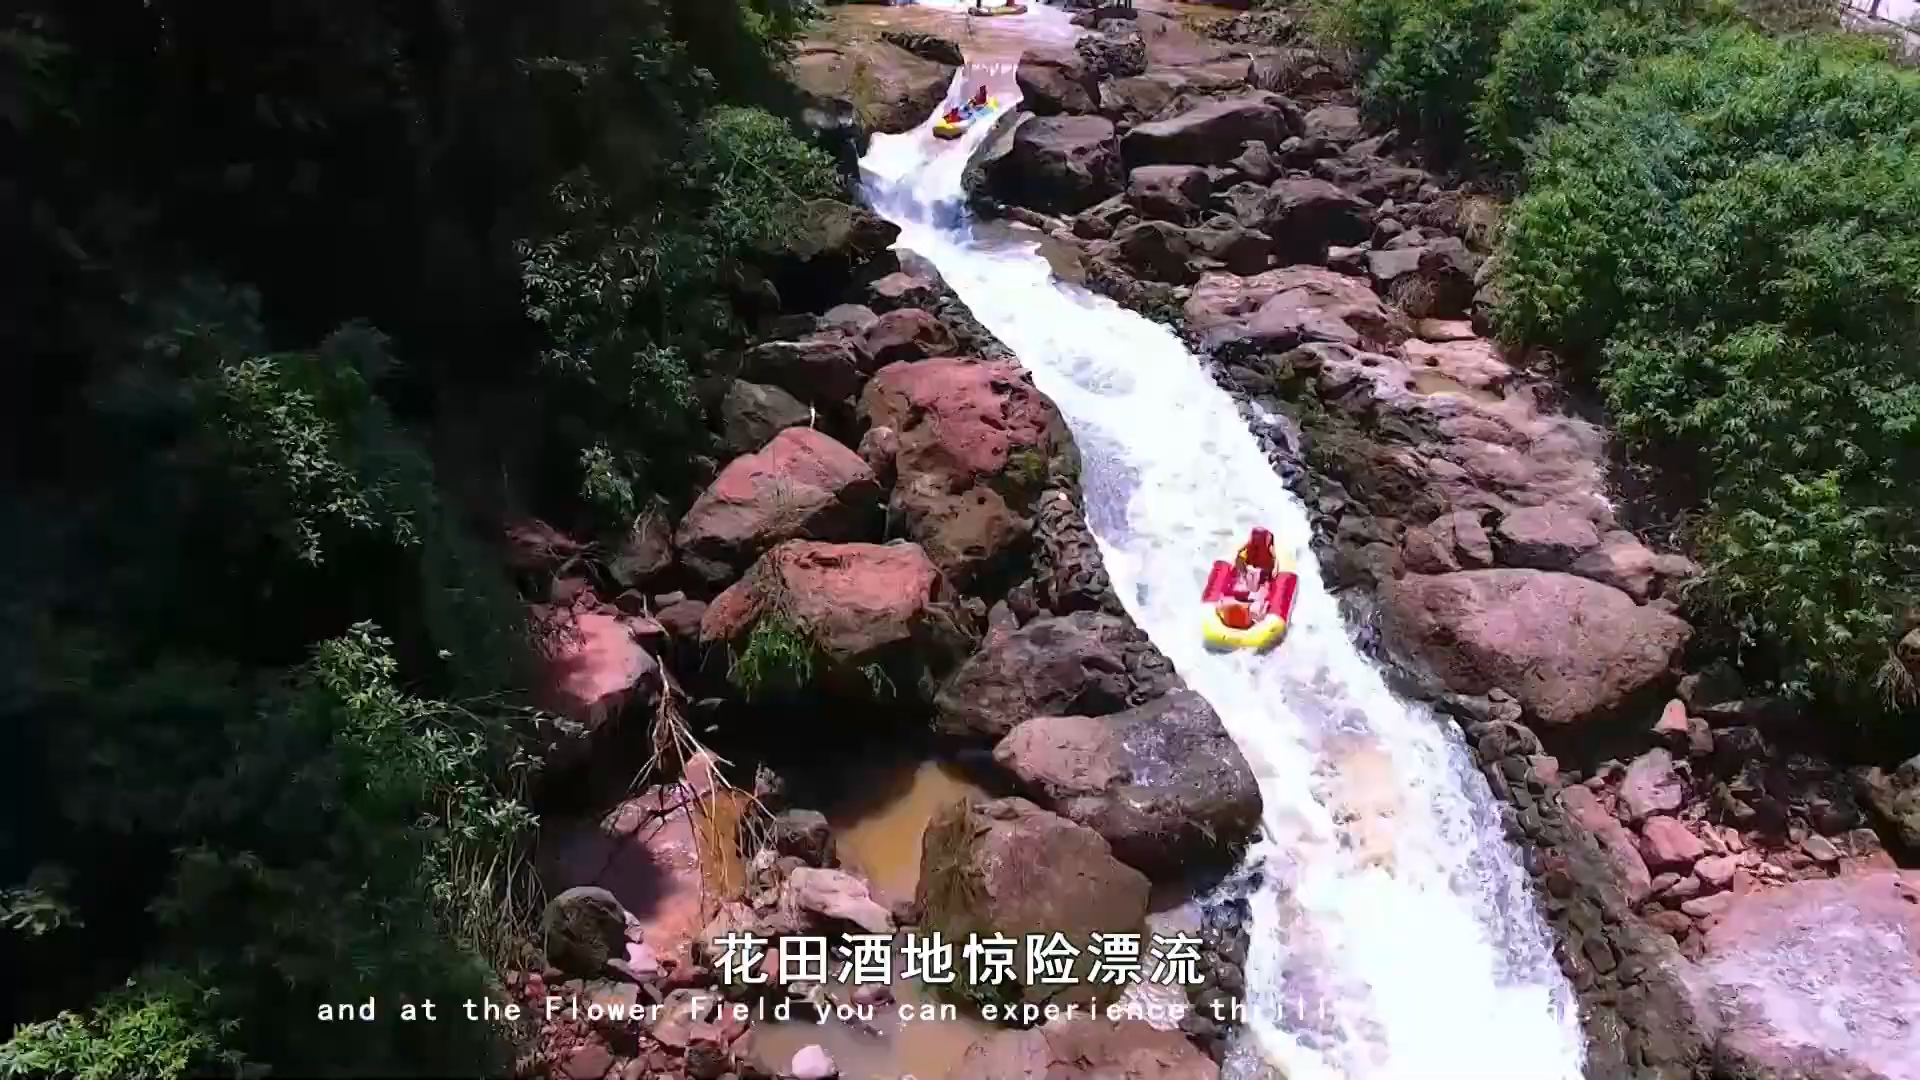 花田酒地惊险漂流
and at the Flower Field you can experience